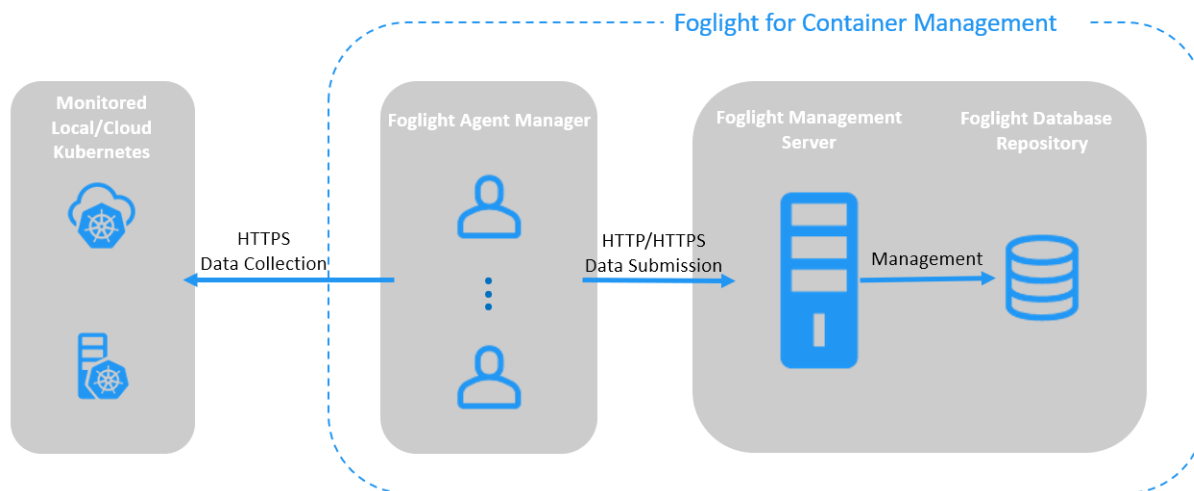 Foglight for Container Management
Monitored
Local/Cloud
Kubernetes
Foglight Agent Manager
Foglight Management
Server
Foglight Database
Repository
HTTPS
Data Collection
HTTP/HTTPS
Data Submission
Management